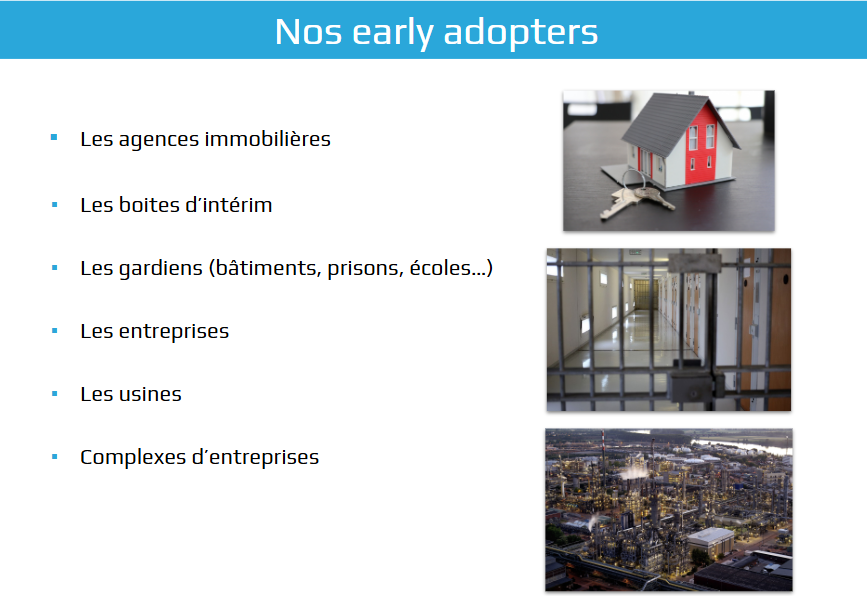 Nos early adopters
Les agences immobilières
Les boites d’intérim
Les gardiens (bâtiments, prisons, écoles…)
Les entreprises
Les usines
Complexes d’entreprises